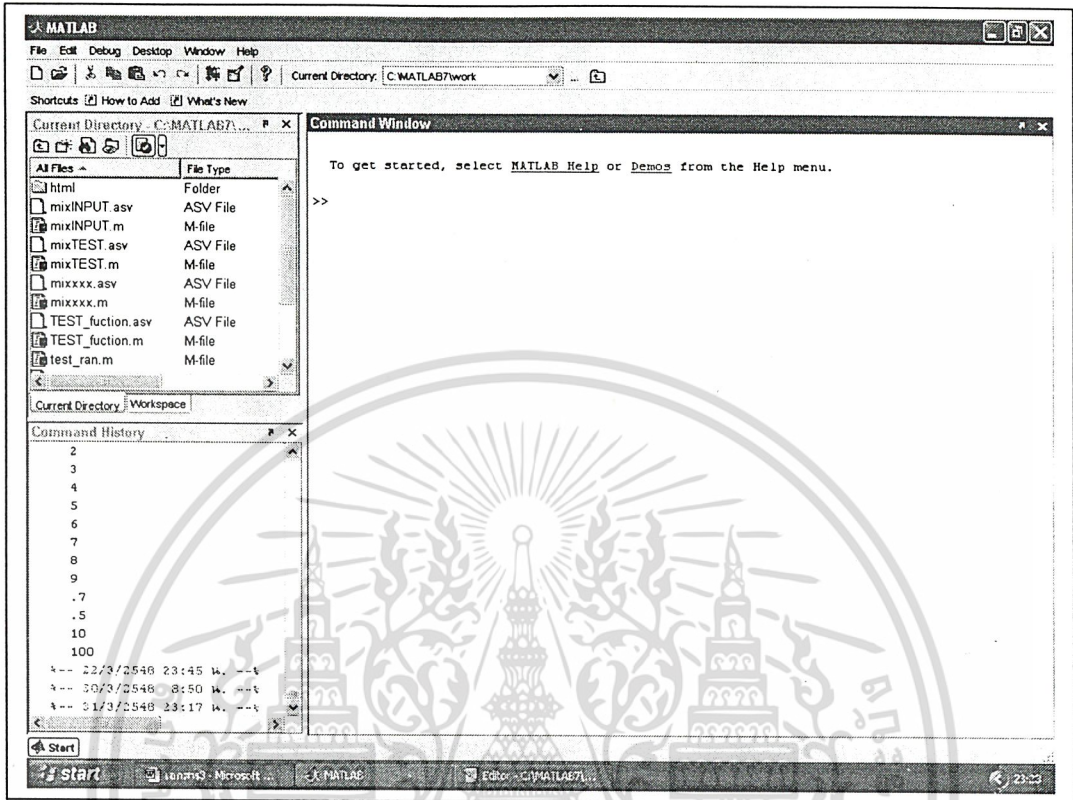 MATLAB
File Edit Debug Desktop Window Help
Current Directory: C:\MATLAB7\work
Shortcuts How to Add What's New
Current Directory - C:\MATLAB7\...
All Files File Type
html Folder
mixINPUT.asv ASV File
mixINPUT.m M-file
mixTEST.asv ASV File
mixTEST.m M-file
mixxxx.asv ASV File
mixxxx.m M-file
TEST_fuction.asv ASV File
TEST_fuction.m M-file
test_ran.m M-file
Current Directory Workspace
Command History
2
3
4
5
6
7
8
9
.7
.5
10
100
%-- 22/3/2548 23:45 น. --%
%-- 30/3/2548 8:50 น. --%
%-- 31/3/2548 23:17 น. --%
Start
Command Window
To get started, select MATLAB Help or Demos from the Help menu.
>>
start - Microsoft ... MATLAB Editor - C:\MATLAB7\... 23:23